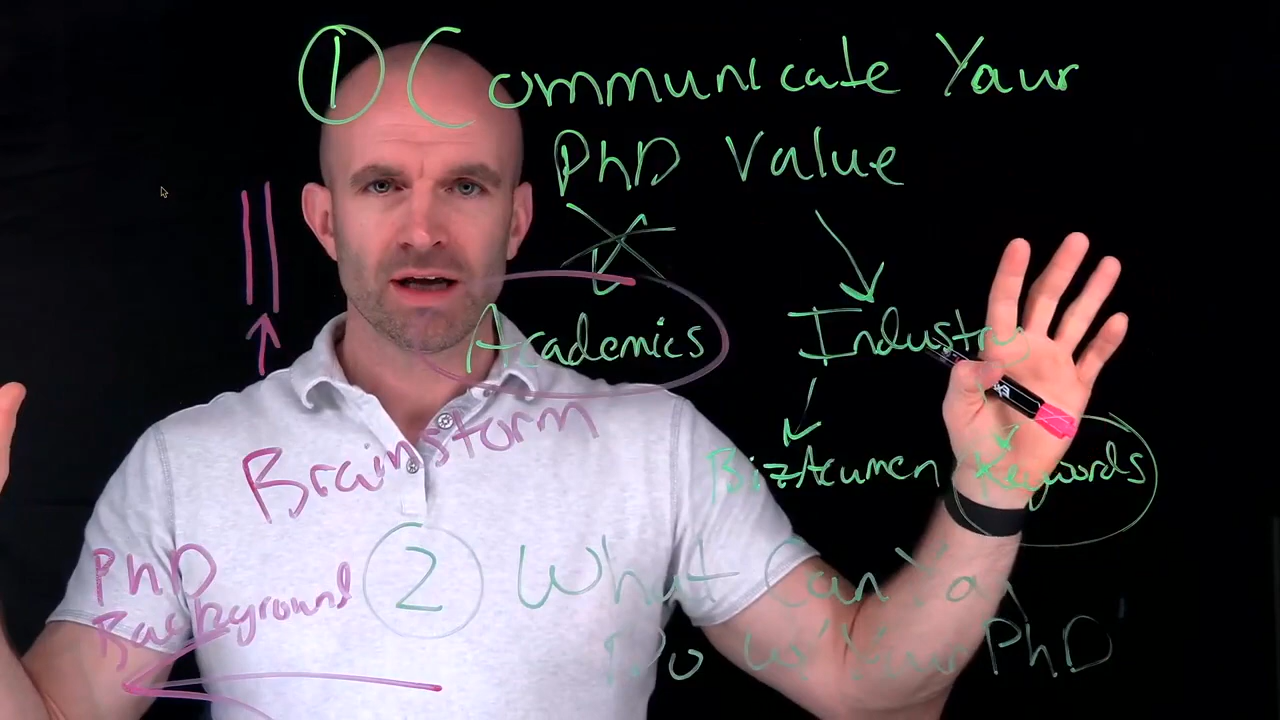 1 Communicate Your
PhD Value
Academics
Industry
Brainstorm
Biz Acumen
Keywords
PhD
Background
2 What Can You
Do w/ Your PhD